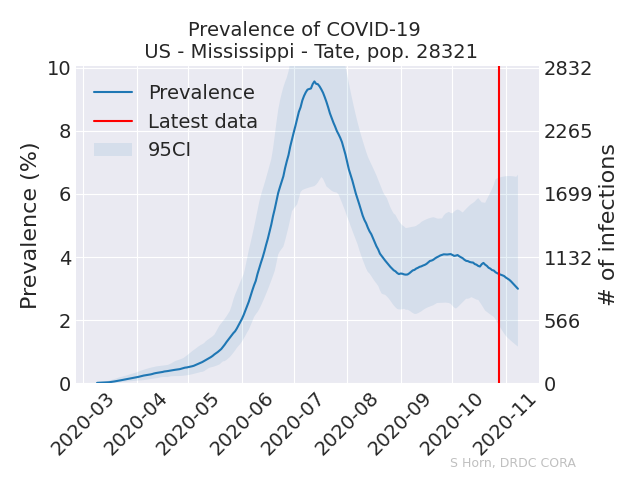 Prevalence of COVID-19
US - Mississippi - Tate, pop. 28321
Prevalence (%)
10
8
6
4
2
0
Prevalence
Latest data
95CI
2832
2265
1699
1132
566
0
# of infections
2020-03
2020-04
2020-05
2020-06
2020-07
2020-08
2020-09
2020-10
2020-11
S Horn, DRDC CORA